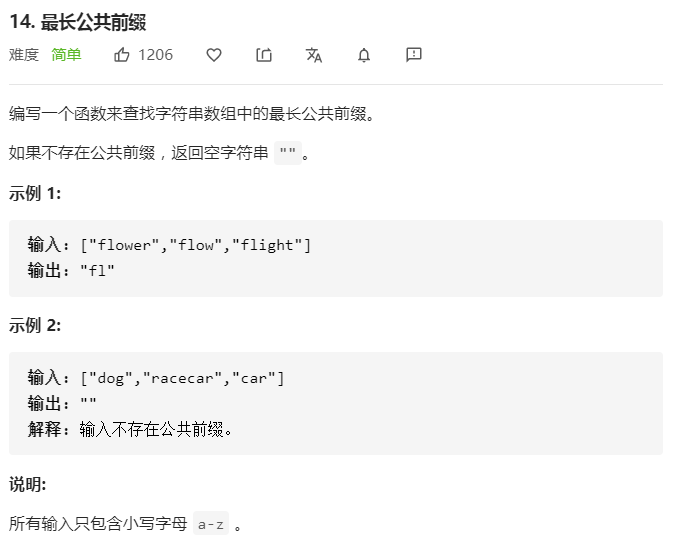 14. 最长公共前缀
难度 简单 1206
编写一个函数来查找字符串数组中的最长公共前缀。
如果不存在公共前缀，返回空字符串 ""。
示例 1:
输入: ["flower","flow","flight"]
输出: "fl"
示例 2:
输入: ["dog","racecar","car"]
输出: ""
解释: 输入不存在公共前缀。
说明:
所有输入只包含小写字母 a-z 。